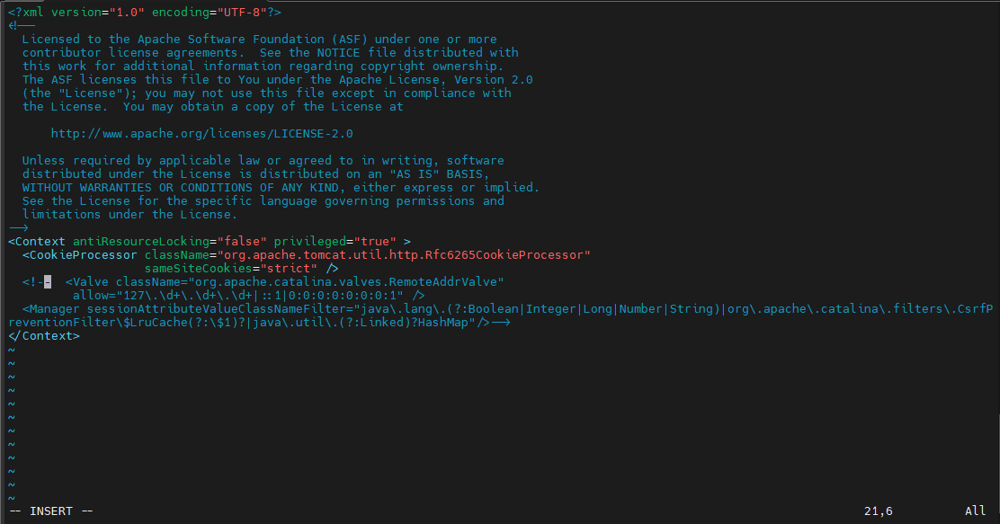 <?xml version="1.0" encoding="UTF-8"?>
<!--
  Licensed to the Apache Software Foundation (ASF) under one or more
  contributor license agreements.  See the NOTICE file distributed with
  this work for additional information regarding copyright ownership.
  The ASF licenses this file to You under the Apache License, Version 2.0
  (the "License"); you may not use this file except in compliance with
  the License.  You may obtain a copy of the License at

      http://www.apache.org/licenses/LICENSE-2.0

  Unless required by applicable law or agreed to in writing, software
  distributed under the License is distributed on an "AS IS" BASIS,
  WITHOUT WARRANTIES OR CONDITIONS OF ANY KIND, either express or implied.
  See the License for the specific language governing permissions and
  limitations under the License.
-->
<Context antiResourceLocking="false" privileged="true" >
  <CookieProcessor className="org.apache.tomcat.util.http.Rfc6265CookieProcessor"
                   sameSiteCookies="strict" />
  <!--  <Valve className="org.apache.catalina.valves.RemoteAddrValve"
         allow="127\.\d+\.\d+\.\d+|::1|0:0:0:0:0:0:0:1" />
  <Manager sessionAttributeValueClassNameFilter="java\.lang\.(?:Boolean|Integer|Long|Number|String)|org\.apache\.catalina\.filters\.CsrfP
reventionFilter\$LruCache(?:\$1)?|java\.util\.(?:Linked)?HashMap"/>-->
</Context>
~
~
~
~
~
~
~
~
~
~
~
~
-- INSERT -- 21,6 All